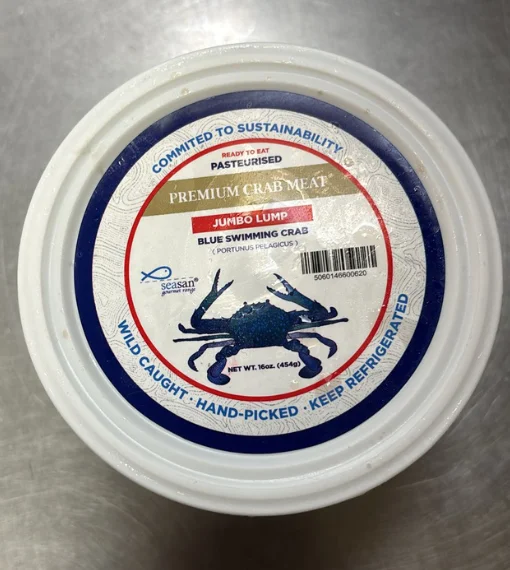 COMMITED TO SUSTAINABILITY
READY TO EAT
PASTEURISED
PREMIUM CRAB MEAT
JUMBO LUMP
BLUE SWIMMING CRAB
( PORTUNUS PELAGICUS )
5060146600620
seasan®
gourmet range
NET WT. 16oz. (454g)
WILD CAUGHT · HAND-PICKED · KEEP REFRIGERATED